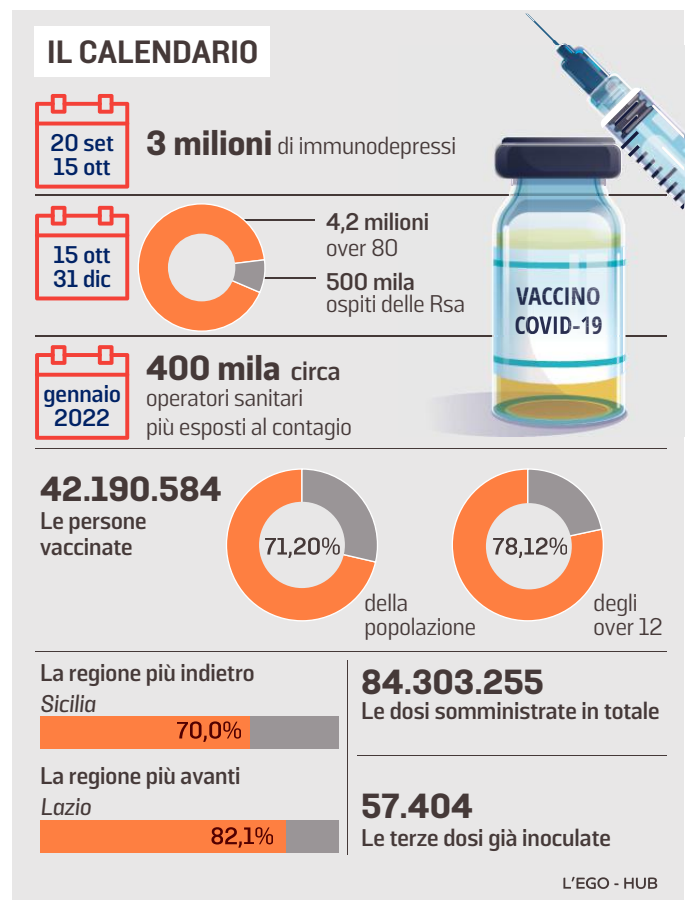 IL CALENDARIO
20 set
15 ott
3 milioni di immunodepressi
15 ott
31 dic
4,2 milioni
over 80
500 mila
ospiti delle Rsa
VACCINO
COVID-19
gennaio
2022
400 mila circa
operatori sanitari
più esposti al contagio
42.190.584
Le persone
vaccinate
71,20%
della
popolazione
78,12%
degli
over 12
La regione più indietro
Sicilia
70,0%
La regione più avanti
Lazio
82,1%
84.303.255
Le dosi somministrate in totale
57.404
Le terze dosi già inoculate
L'EGO - HUB